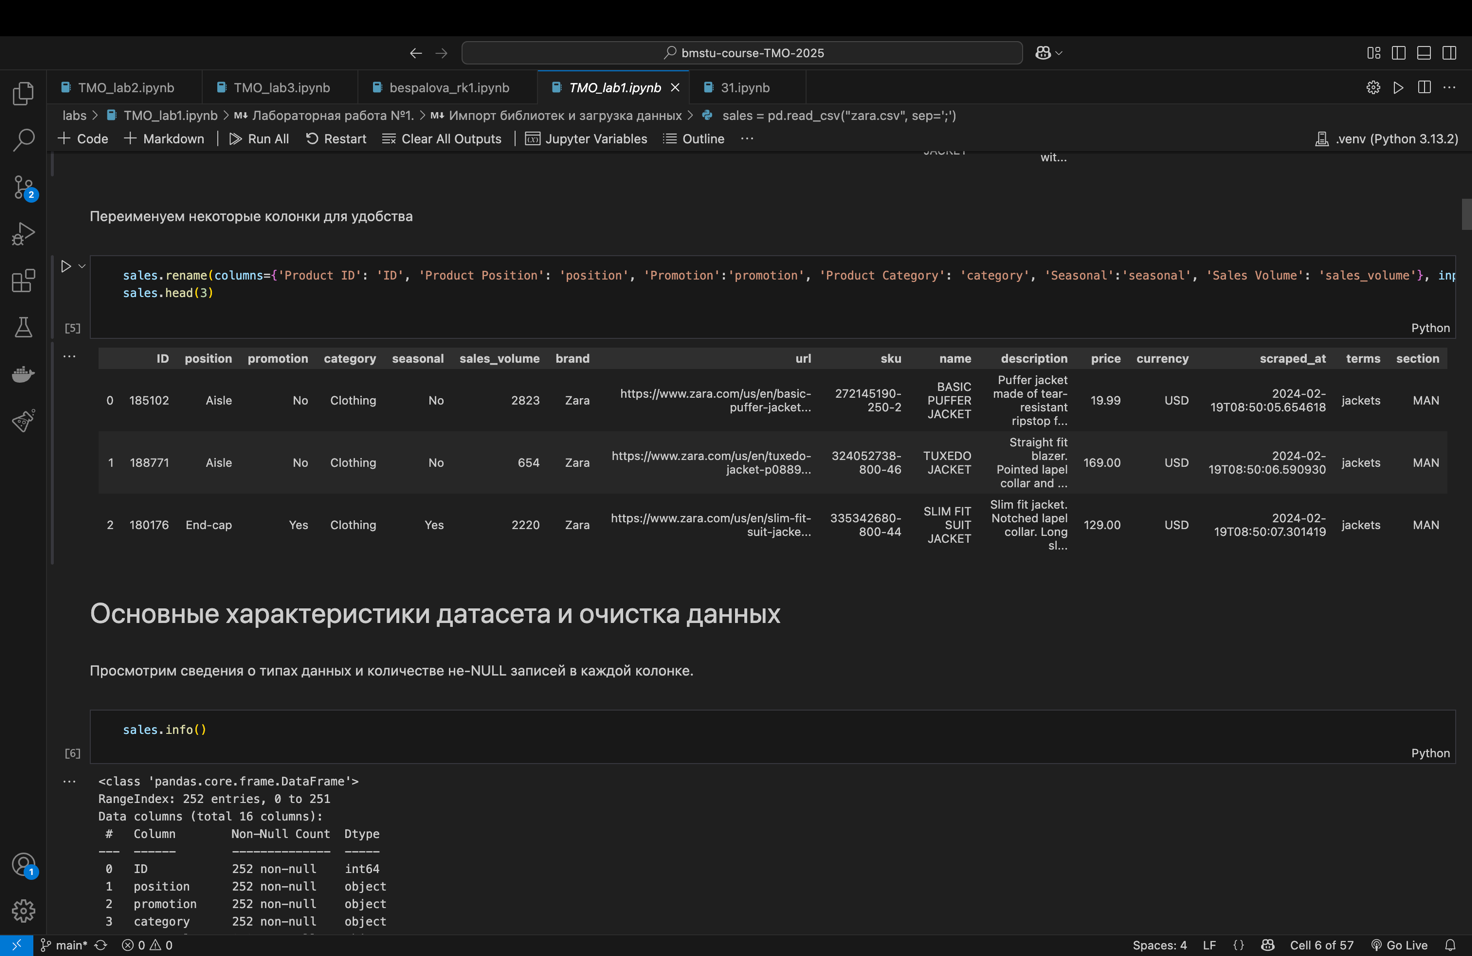 bmstu-course-TMO-2025
TMO_lab2.ipynb
TMO_lab3.ipynb
bespalova_rk1.ipynb
TMO_lab1.ipynb
31.ipynb
labs > TMO_lab1.ipynb > M↓ Лабораторная работа №1. > M↓ Импорт библиотек и загрузка данных > sales = pd.read_csv("zara.csv", sep=';')
+ Code + Markdown Run All Restart Clear All Outputs Jupyter Variables Outline ... .venv (Python 3.13.2)
JACKET
wit...
2
Переименуем некоторые колонки для удобства
sales.rename(columns={'Product ID': 'ID', 'Product Position': 'position', 'Promotion':'promotion', 'Product Category': 'category', 'Seasonal':'seasonal', 'Sales Volume': 'sales_volume'}, inp
sales.head(3)
[5]
Python
ID position promotion category seasonal sales_volume brand url sku name description price currency scraped_at terms section
0 185102 Aisle No Clothing No 2823 Zara https://www.zara.com/us/en/basic-puffer-jacket... 272145190-250-2 BASIC PUFFER JACKET Puffer jacket made of tear-resistant ripstop f... 19.99 USD 2024-02-19T08:50:05.654618 jackets MAN
1 188771 Aisle No Clothing No 654 Zara https://www.zara.com/us/en/tuxedo-jacket-p0889... 324052738-800-46 TUXEDO JACKET Straight fit blazer. Pointed lapel collar and ... 169.00 USD 2024-02-19T08:50:06.590930 jackets MAN
2 180176 End-cap Yes Clothing Yes 2220 Zara https://www.zara.com/us/en/slim-fit-suit-jacke... 335342680-800-44 SLIM FIT SUIT JACKET Slim fit jacket. Notched lapel collar. Long sl... 129.00 USD 2024-02-19T08:50:07.301419 jackets MAN
Основные характеристики датасета и очистка данных
Просмотрим сведения о типах данных и количестве не-NULL записей в каждой колонке.
sales.info()
[6]
Python
<class 'pandas.core.frame.DataFrame'>
RangeIndex: 252 entries, 0 to 251
Data columns (total 16 columns):
# Column Non-Null Count Dtype
--- ------ -------------- -----
0 ID 252 non-null int64
1 position 252 non-null object
2 promotion 252 non-null object
3 category 252 non-null object
1
main* 0 0 Spaces: 4 LF {} Cell 6 of 57 Go Live